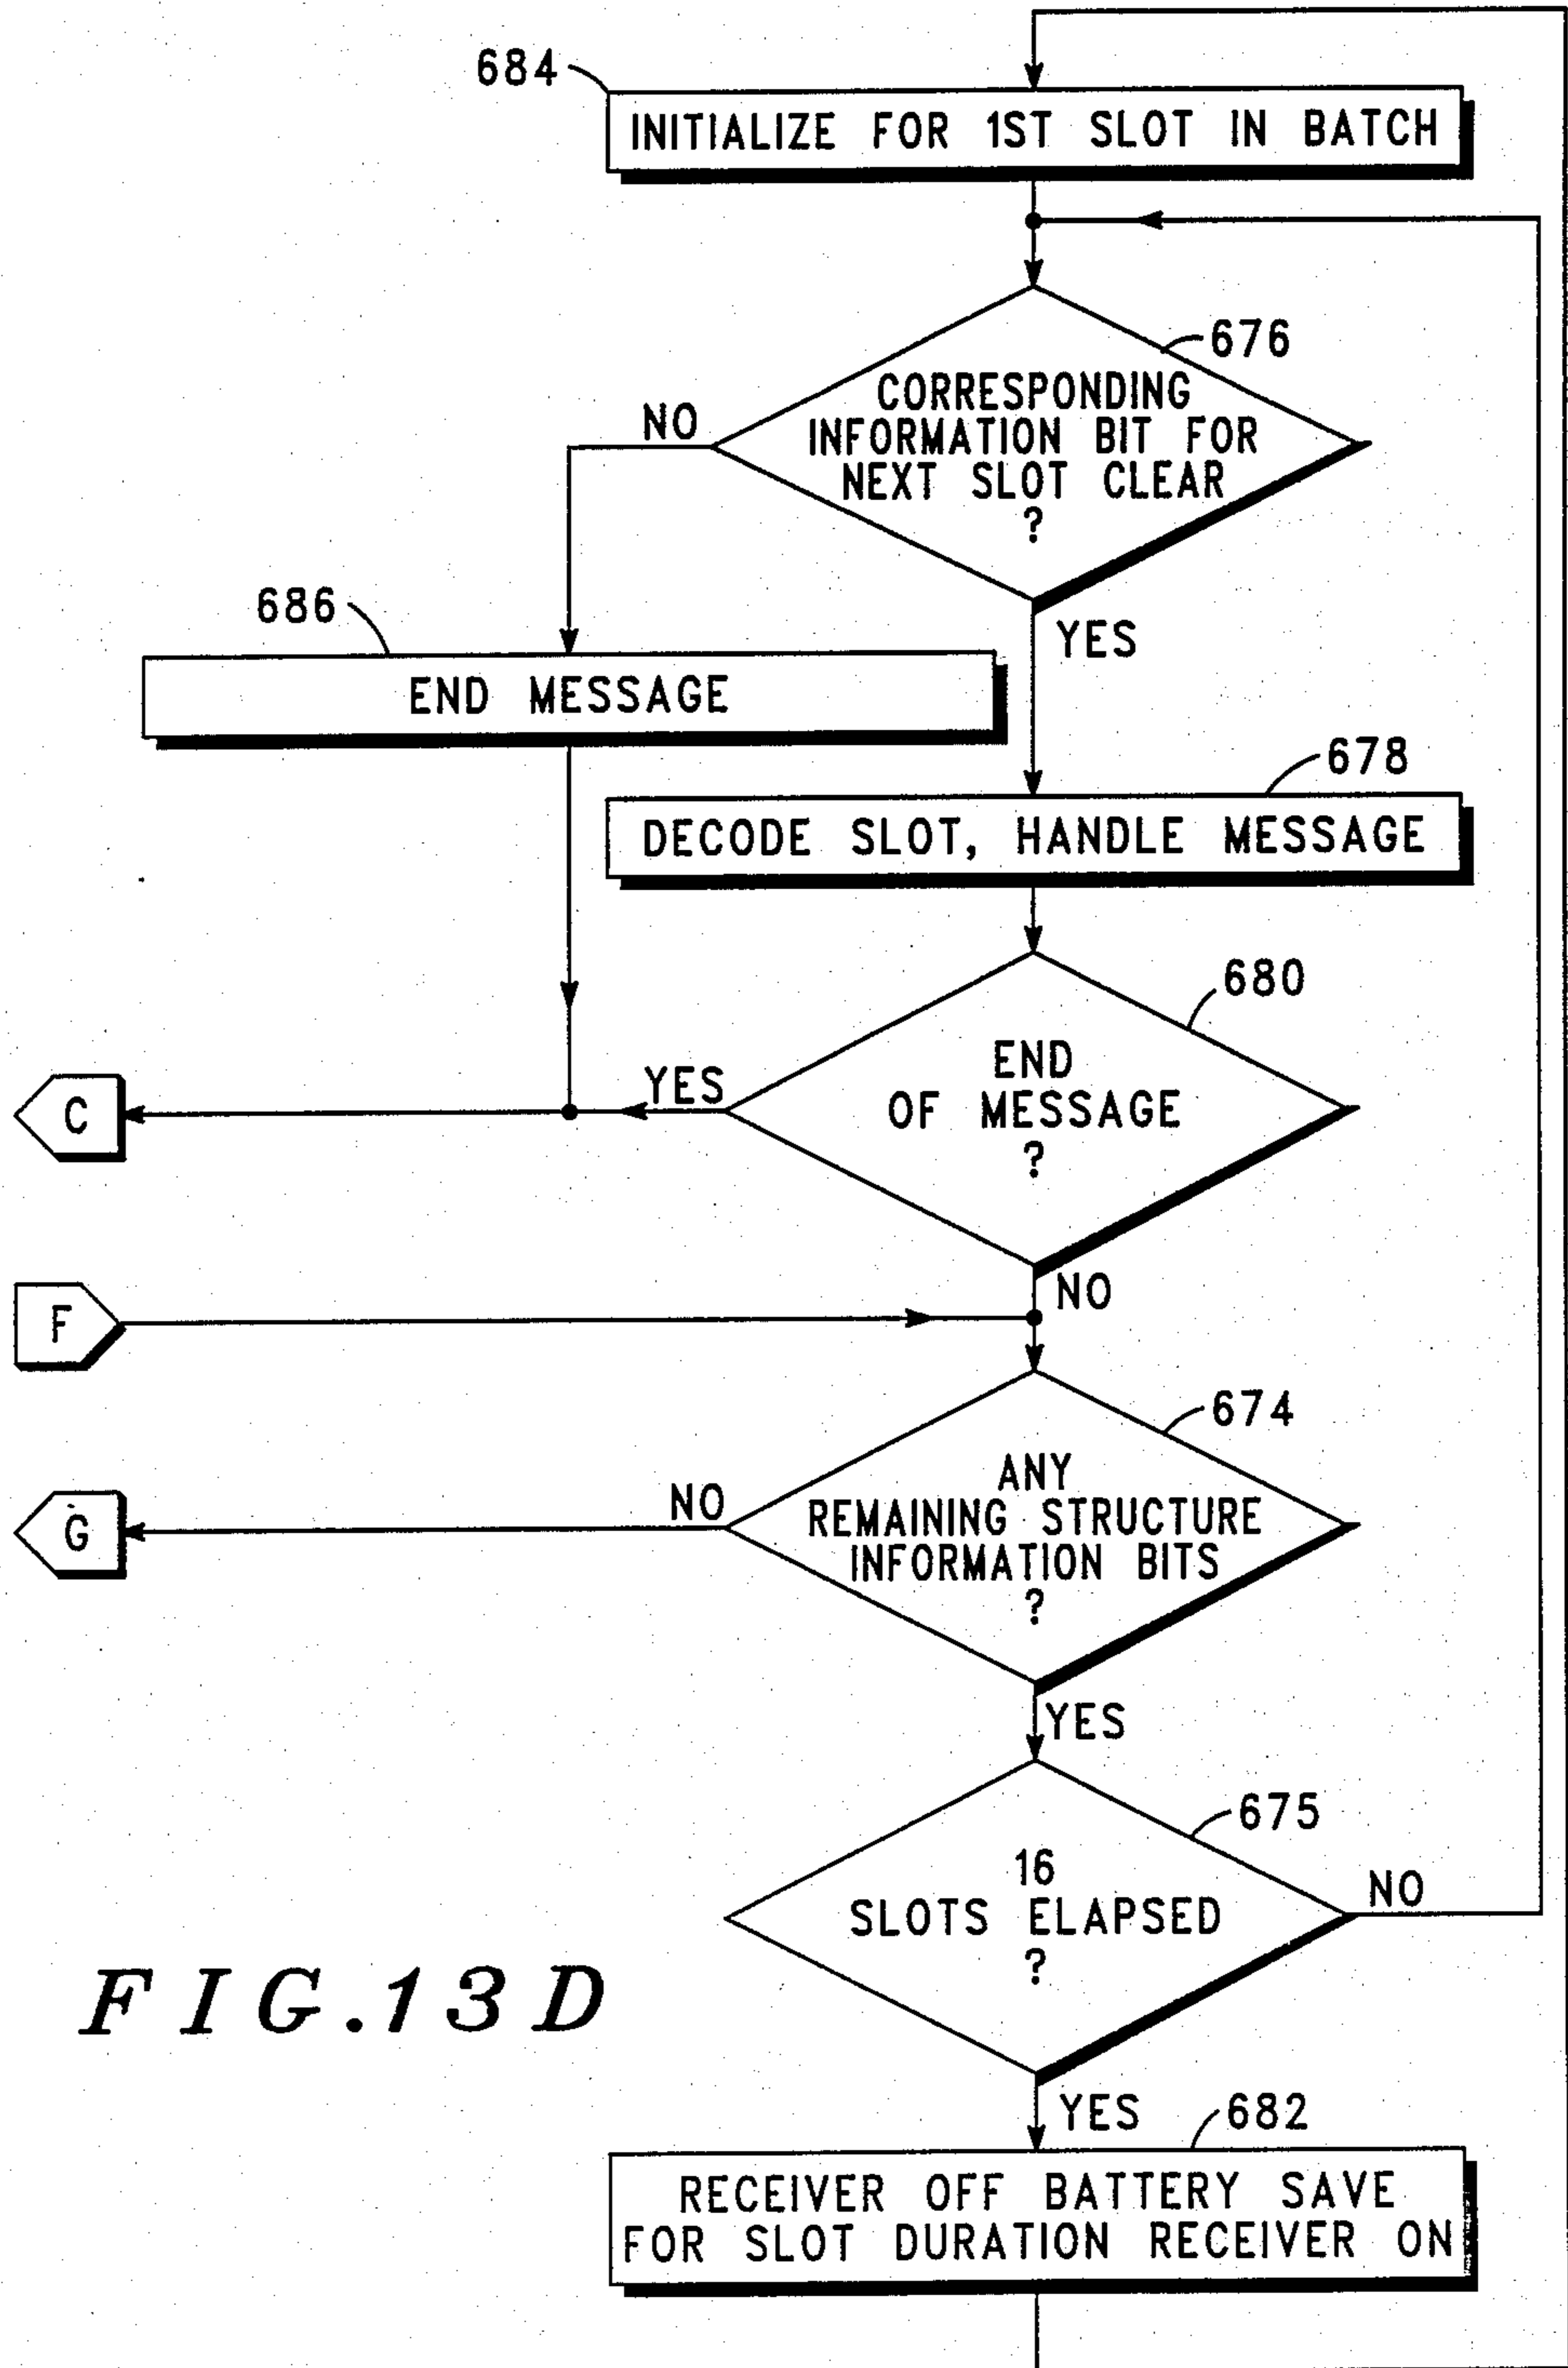 684
INITIALIZE FOR 1ST SLOT IN BATCH
676
CORRESPONDING
INFORMATION BIT FOR
NEXT SLOT CLEAR
?
NO
YES
686
END MESSAGE
678
DECODE SLOT, HANDLE MESSAGE
680
END
OF MESSAGE
?
YES
C
NO
F
674
ANY
REMAINING STRUCTURE
INFORMATION BITS
?
NO
G
YES
675
16
SLOTS ELAPSED
?
NO
FIG.13D
YES
682
RECEIVER OFF BATTERY SAVE
FOR SLOT DURATION RECEIVER ON